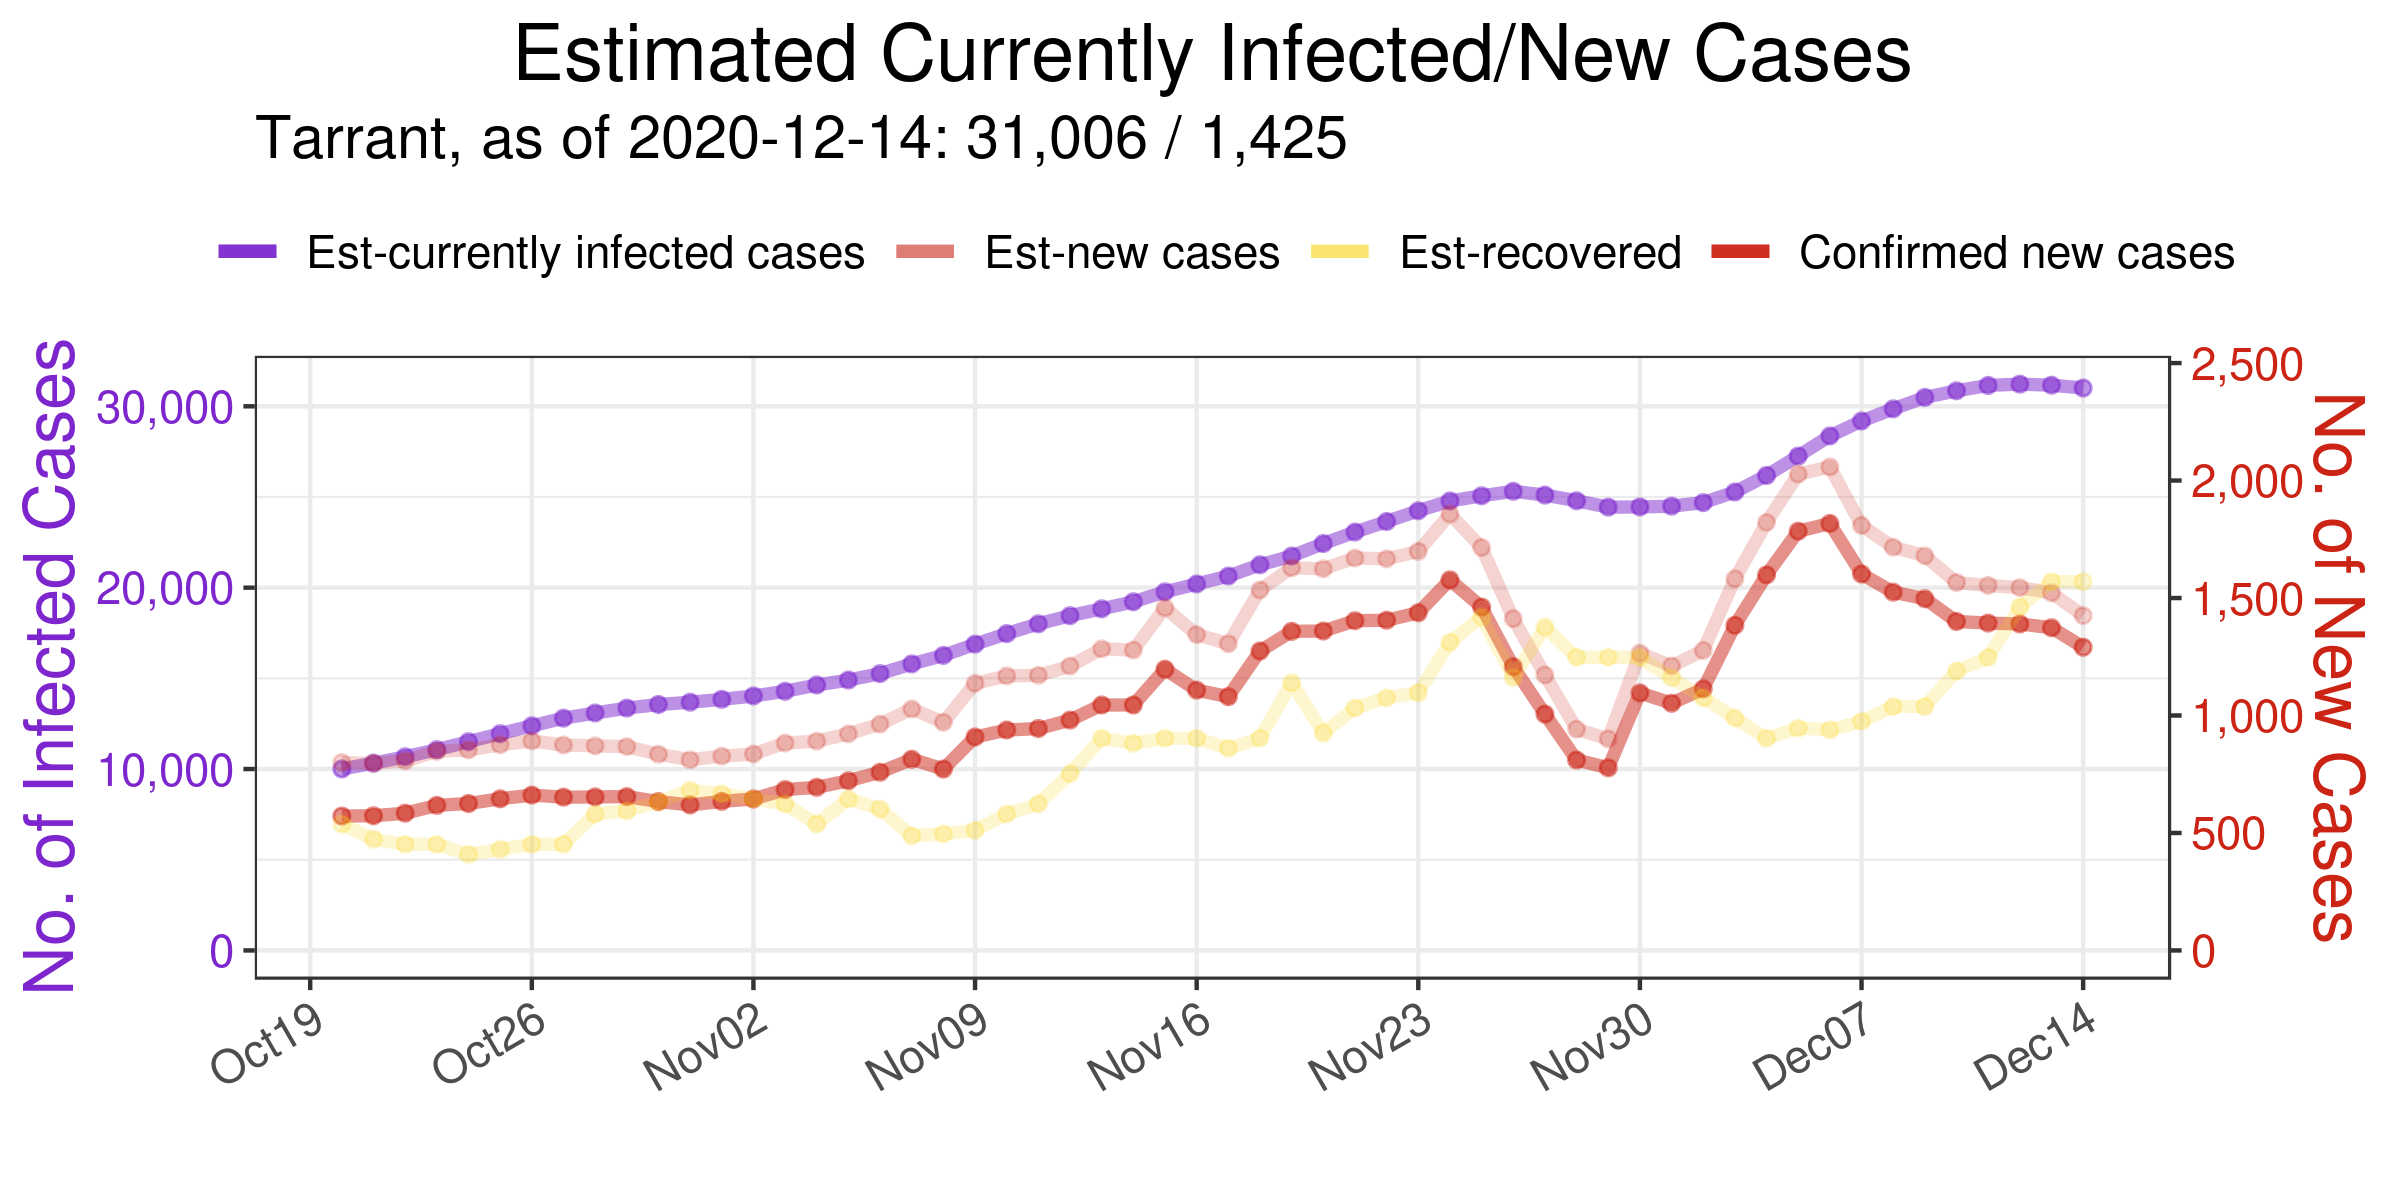 Estimated Currently Infected/New Cases
Tarrant, as of 2020-12-14: 31,006 / 1,425
Est-currently infected cases Est-new cases Est-recovered Confirmed new cases
No. of Infected Cases
30,000
20,000
10,000
0
2,500
2,000
1,500
1,000
500
0
No. of New Cases
Oct19 Oct26 Nov02 Nov09 Nov16 Nov23 Nov30 Dec07 Dec14